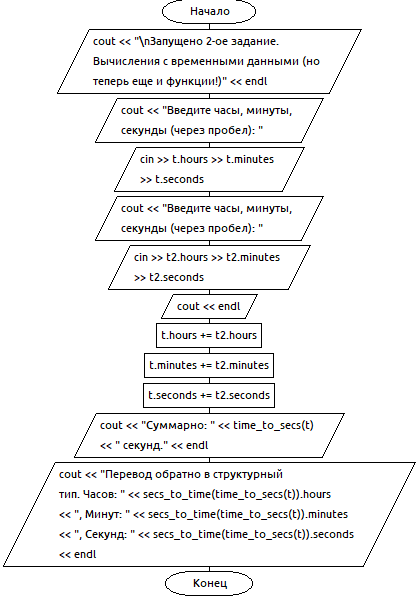 Начало
cout << "\nЗапущено 2-ое задание.
Вычисления с временными данными (но
теперь еще и функции!)" << endl
cout << "Введите часы, минуты,
секунды (через пробел): "
cin >> t.hours >> t.minutes
>> t.seconds
cout << "Введите часы, минуты,
секунды (через пробел): "
cin >> t2.hours >> t2.minutes
>> t2.seconds
cout << endl
t.hours += t2.hours
t.minutes += t2.minutes
t.seconds += t2.seconds
cout << "Суммарно: " << time_to_secs(t)
<< " секунд." << endl
cout << "Перевод обратно в структурный
тип. Часов: " << secs_to_time(time_to_secs(t)).hours
<< ", Минут: " << secs_to_time(time_to_secs(t)).minutes
<< ", Секунд: " << secs_to_time(time_to_secs(t)).seconds
<< endl
Конец